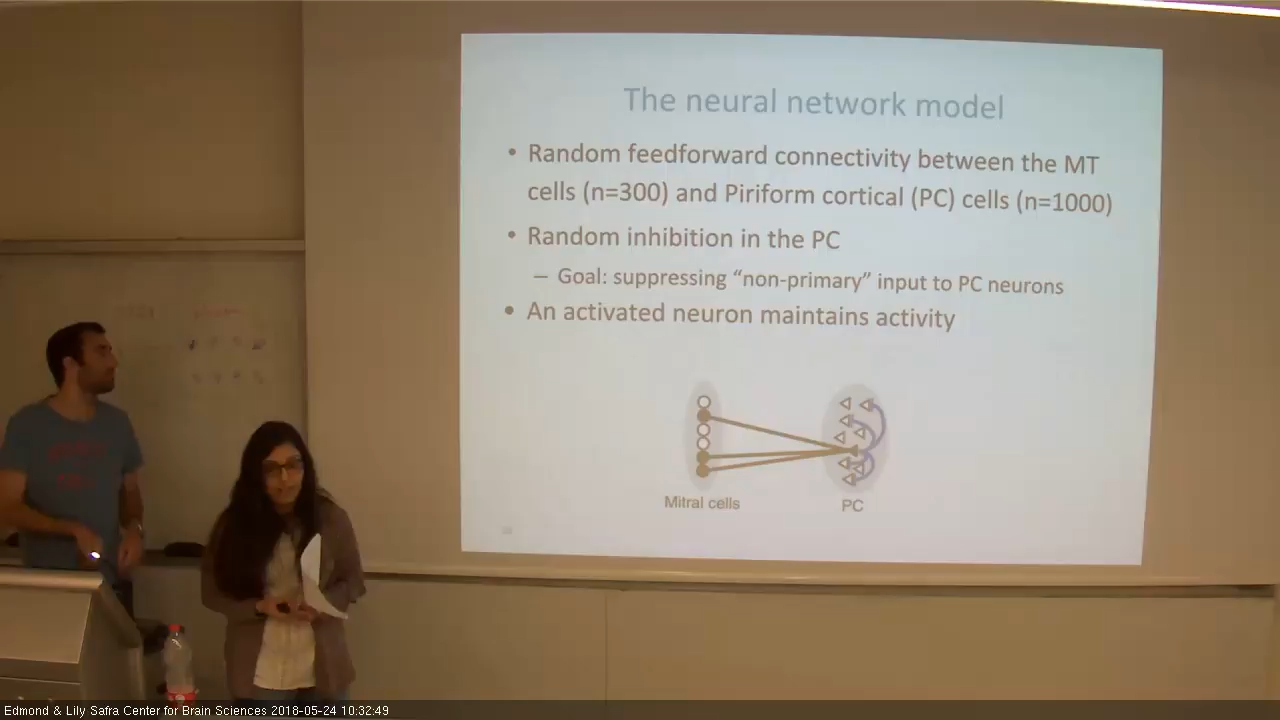 The neural network model
• Random feedforward connectivity between the MT
cells (n=300) and Piriform cortical (PC) cells (n=1000)
• Random inhibition in the PC
– Goal: suppressing “non-primary” input to PC neurons
• An activated neuron maintains activity
Mitral cells
PC
Edmond & Lily Safra Center for Brain Sciences 2018-05-24 10:32:49